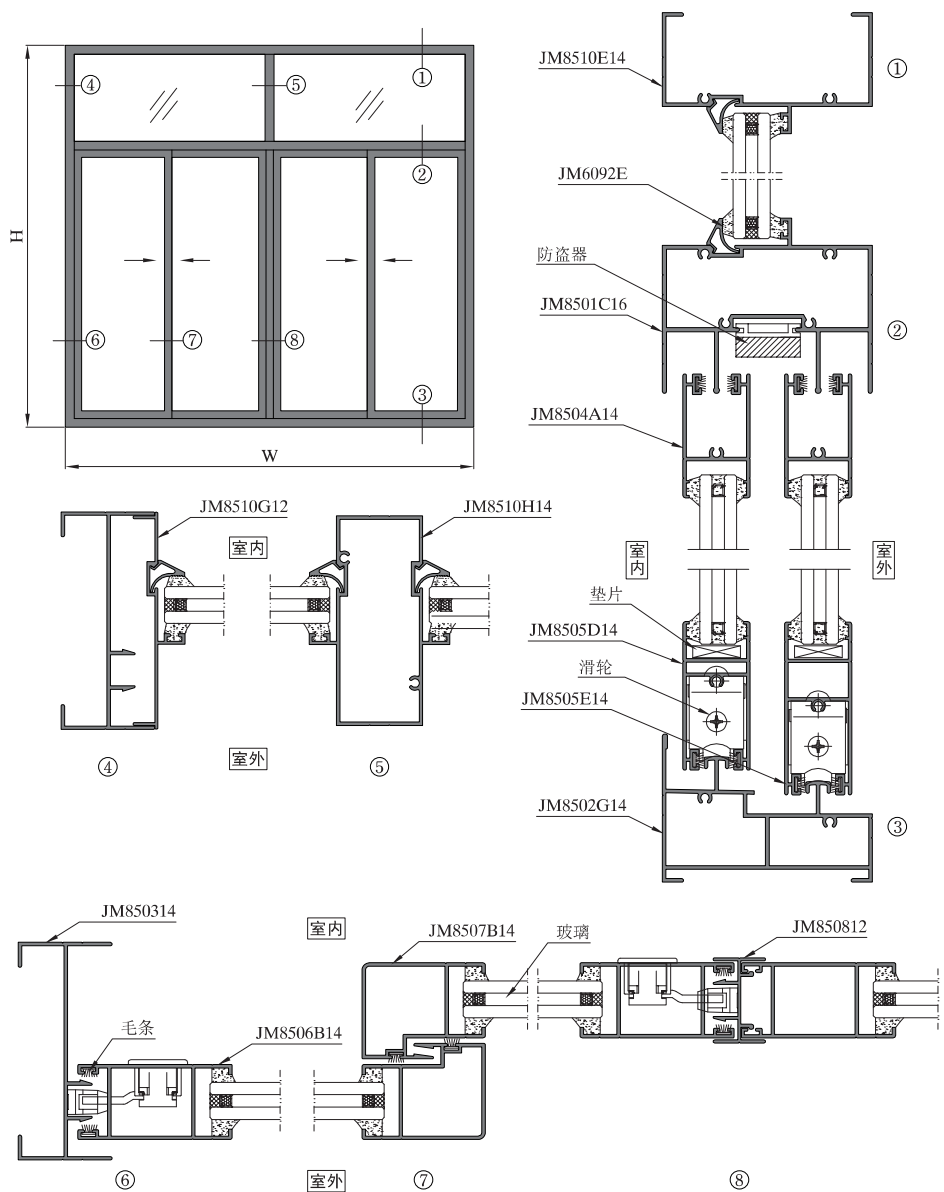 ④
⑤
①
②
⑥
⑦
⑧
③
H
W
JM8510E14
①
JM6092E
防盗器
JM8501C16
②
JM8504A14
室内
室外
垫片
JM8505D14
滑轮
JM8505E14
JM8502G14
③
JM8510G12
室内
JM8510H14
④
室外
⑤
JM850314
室内
JM8507B14
玻璃
JM850812
毛条
JM8506B14
⑥
室外
⑦
⑧